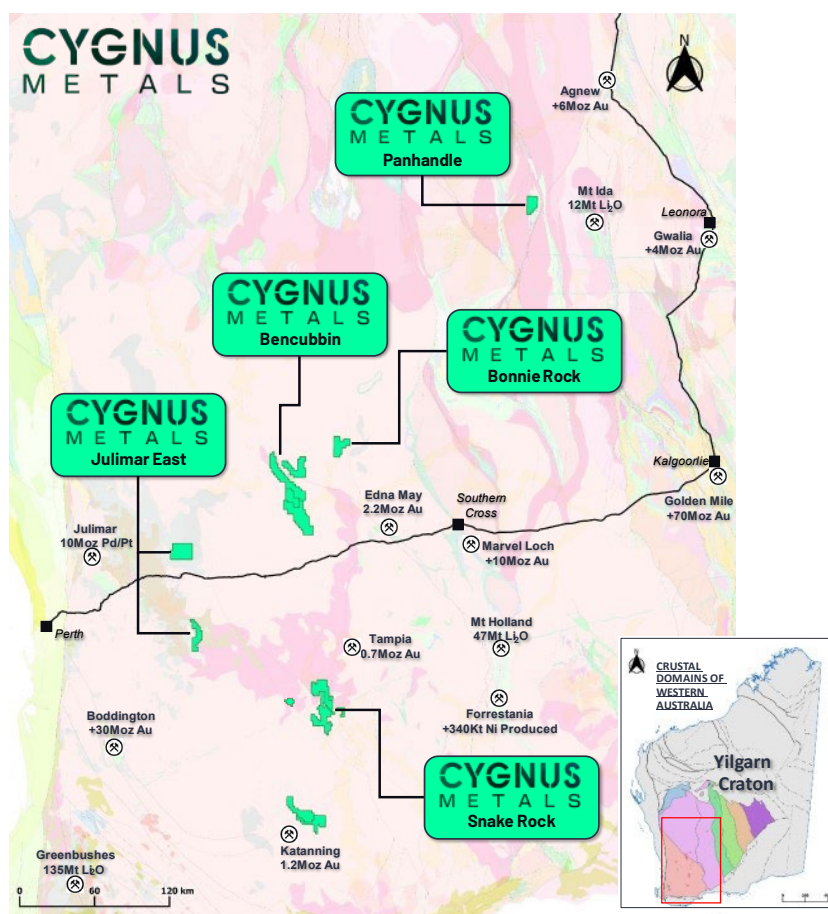 CYGNUS
METALS
N
Agnew
+6Moz Au
CYGNUS
METALS
Panhandle
Mt Ida
12Mt Li2O
Leonora
Gwalia
+4Moz Au
CYGNUS
METALS
Bencubbin
CYGNUS
METALS
Bonnie Rock
CYGNUS
METALS
Julimar East
Kalgoorlie
Golden Mile
+70Moz Au
Edna May
2.2Moz Au
Southern
Cross
Julimar
10Moz Pd/Pt
Marvel Loch
+10Moz Au
Perth
Tampia
0.7Moz Au
Mt Holland
47Mt Li2O
Boddington
+30Moz Au
Forrestania
+340Kt Ni Produced
CYGNUS
METALS
Snake Rock
Katanning
1.2Moz Au
Greenbushes
135Mt Li2O
0 60 120 km
N
CRUSTAL
DOMAINS OF
WESTERN
AUSTRALIA
Yilgarn
Craton